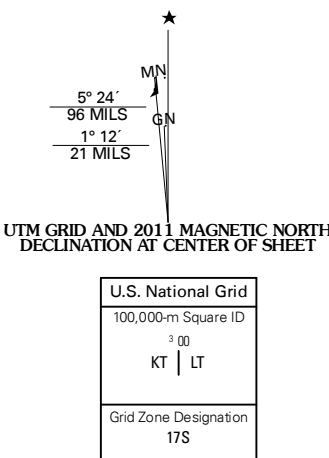 MN
5° 24´
96 MILS
GN
1° 12´
21 MILS
UTM GRID AND 2011 MAGNETIC NORTH
DECLINATION AT CENTER OF SHEET
U.S. National Grid
100,000-m Square ID
3 00
KT | LT
Grid Zone Designation
17S